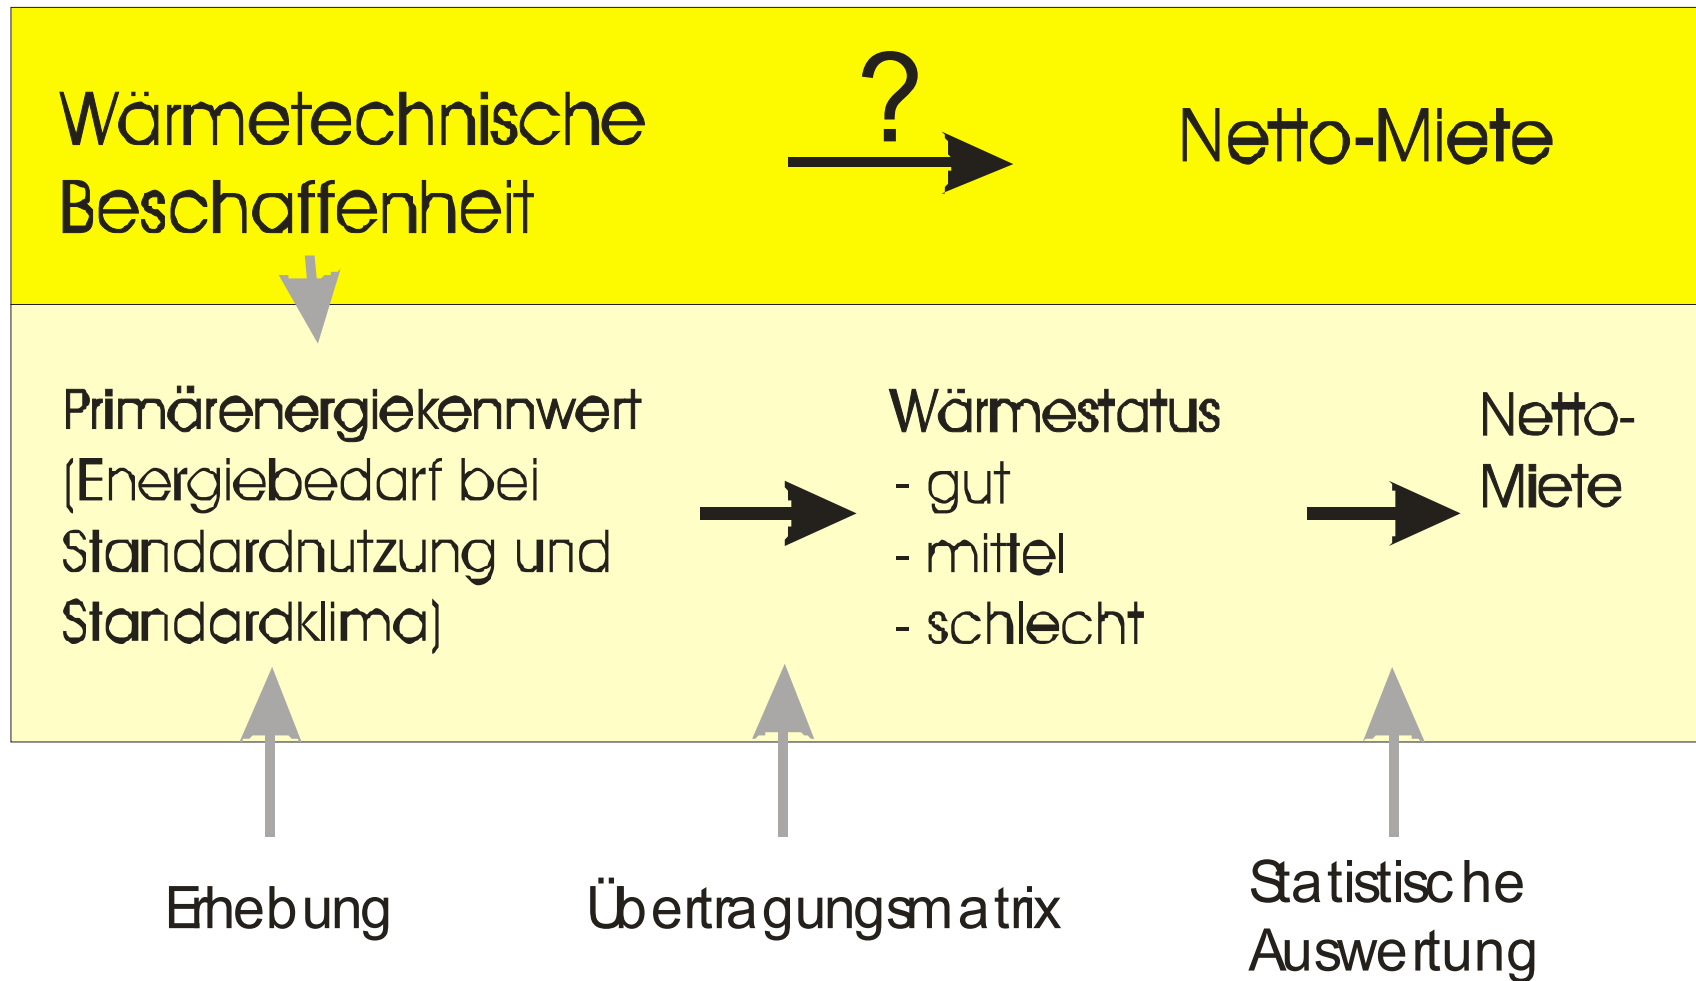 Wärmetechnische
Beschaffenheit
?
Netto-Miete
Primärenergiekennwert
(Energiebedarf bei
Standardnutzung und
Standardklima)
Wärmestatus
- gut
- mittel
- schlecht
Netto-
Miete
Erhebung
Übertragungsmatrix
Statistische
Auswertung